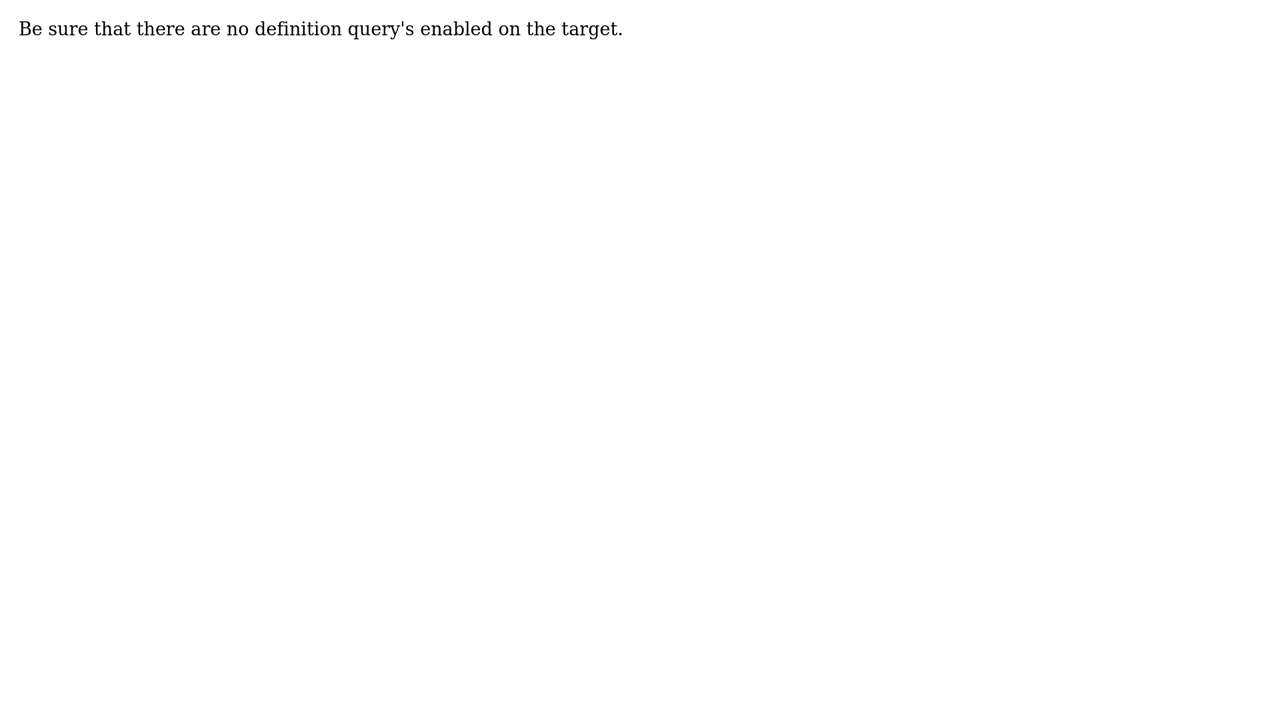 Be sure that there are no definition query's enabled on the target.